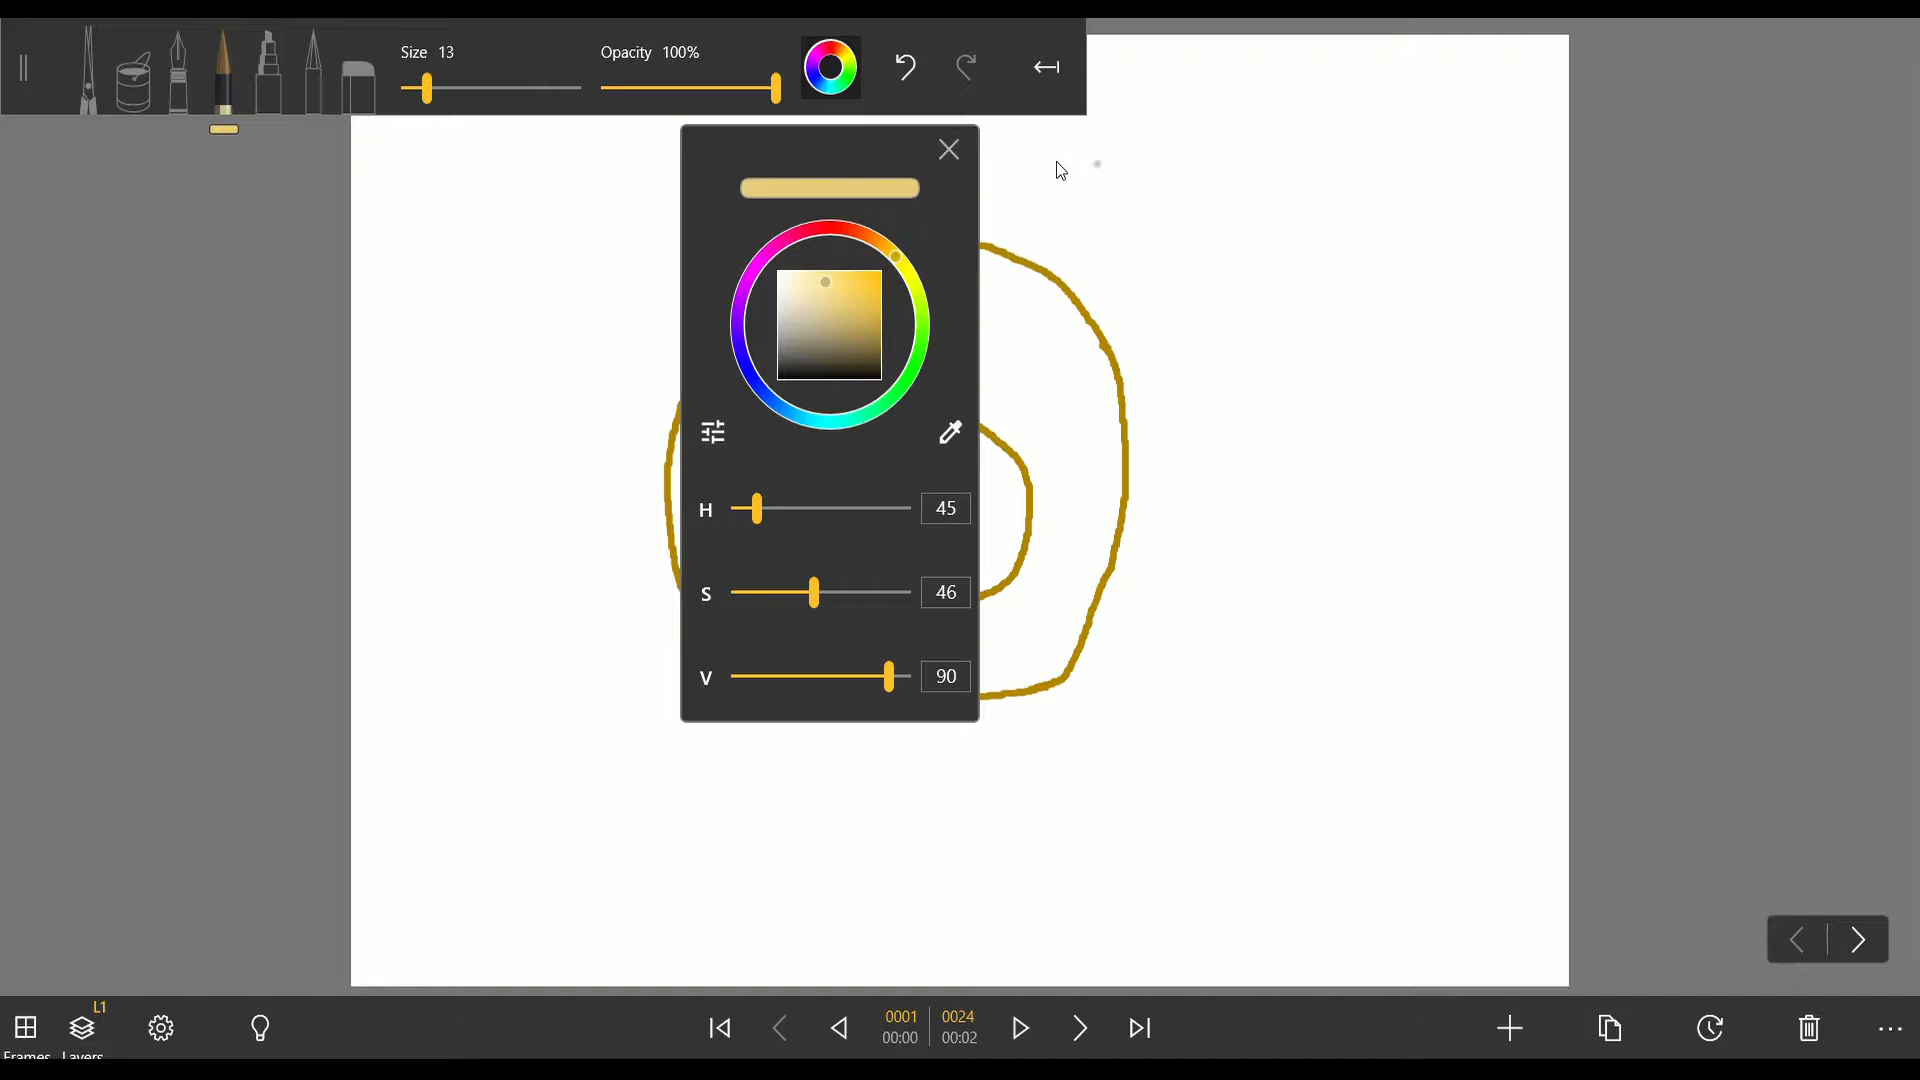 Size 13
Opacity 100%
H 45
S 46
V 90
L1
0001 0024
00:00 00:02
Frames Layers